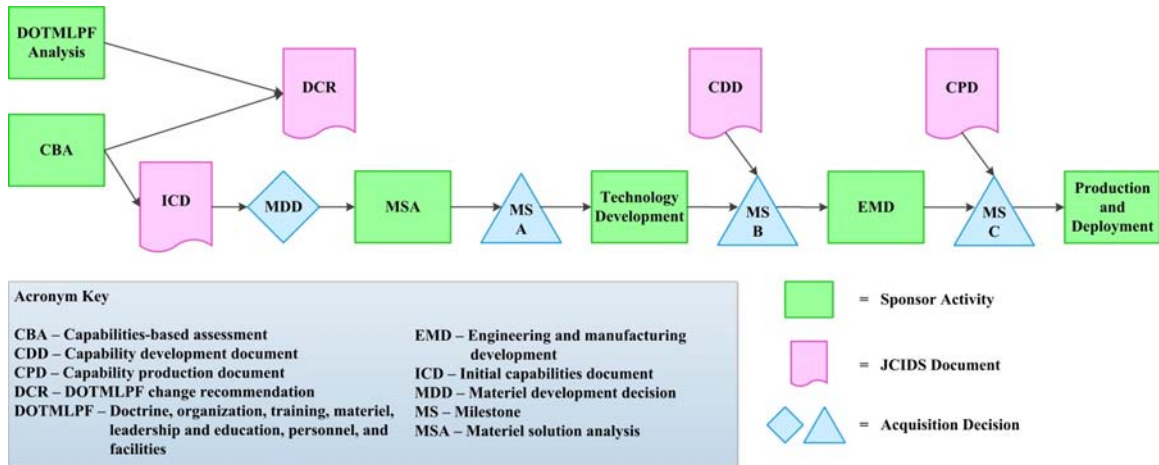 DOTMLPF
Analysis
DCR
CDD
CPD
CBA
ICD
MDD
MSA
MS
A
Technology
Development
MS
B
EMD
MS
C
Production
and
Deployment
Acronym Key
CBA – Capabilities-based assessment
CDD – Capability development document
CPD – Capability production document
DCR – DOTMLPF change recommendation
DOTMLPF – Doctrine, organization, training, materiel,
leadership and education, personnel, and
facilities
EMD – Engineering and manufacturing
development
ICD – Initial capabilities document
MDD – Materiel development decision
MS – Milestone
MSA – Materiel solution analysis
= Sponsor Activity
= JCIDS Document
= Acquisition Decision